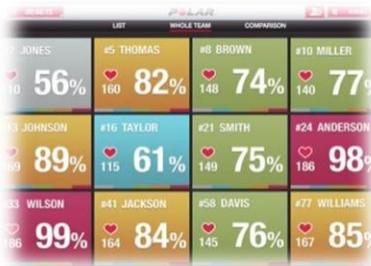 POLAR
LIST WHOLE TEAM COMPARISON
JONES #5 THOMAS #8 BROWN #10 MILLER
56% 160 82% 148 74% 140 77%
JOHNSON #16 TAYLOR #21 SMITH #24 ANDERSON
89% 115 61% 149 75% 186 98%
#33 WILSON #41 JACKSON #58 DAVIS #77 WILLIAMS
186 99% 164 84% 145 76% 167 85%